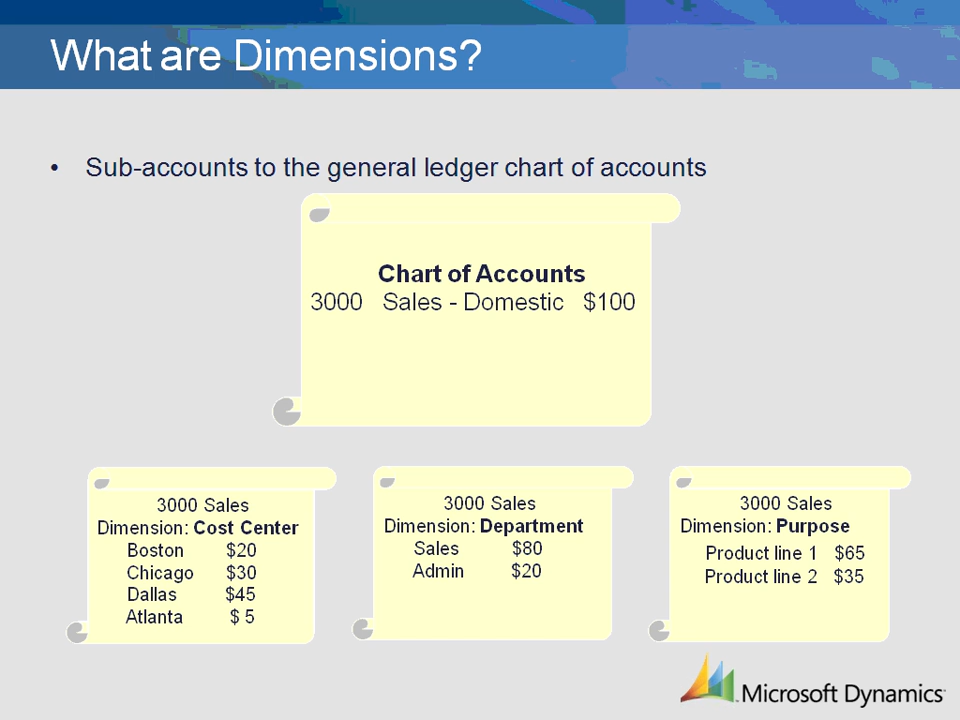 What are Dimensions?
• Sub-accounts to the general ledger chart of accounts
Chart of Accounts
3000 Sales - Domestic $100
3000 Sales
Dimension: Cost Center
Boston $20
Chicago $30
Dallas $45
Atlanta $ 5
3000 Sales
Dimension: Department
Sales $80
Admin $20
3000 Sales
Dimension: Purpose
Product line 1 $65
Product line 2 $35
Microsoft Dynamics